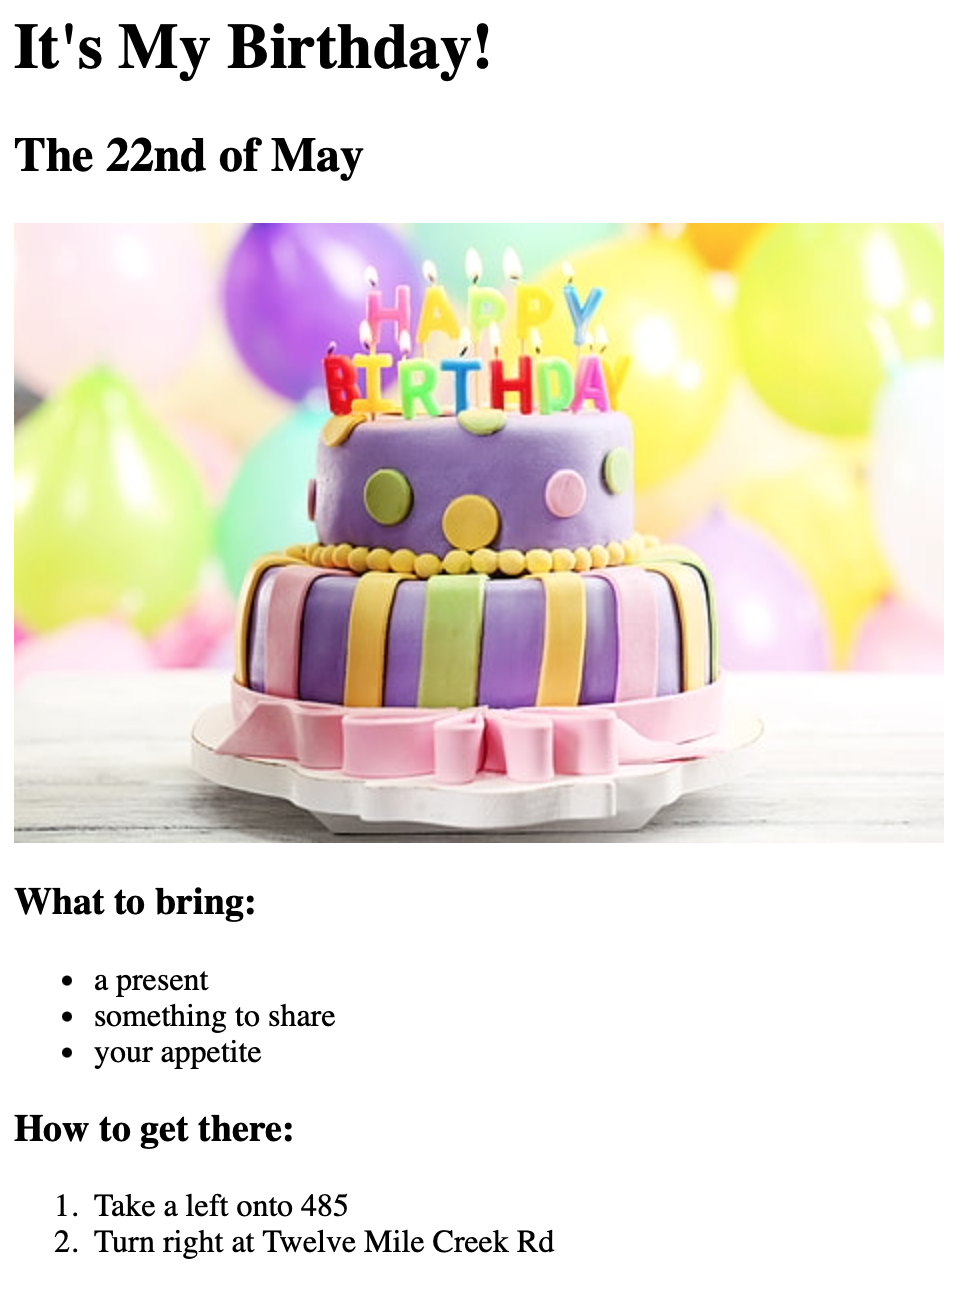 It's My Birthday!
The 22nd of May
HAPPY
BIRTHDAY
What to bring:
• a present
• something to share
• your appetite
How to get there:
1. Take a left onto 485
2. Turn right at Twelve Mile Creek Rd